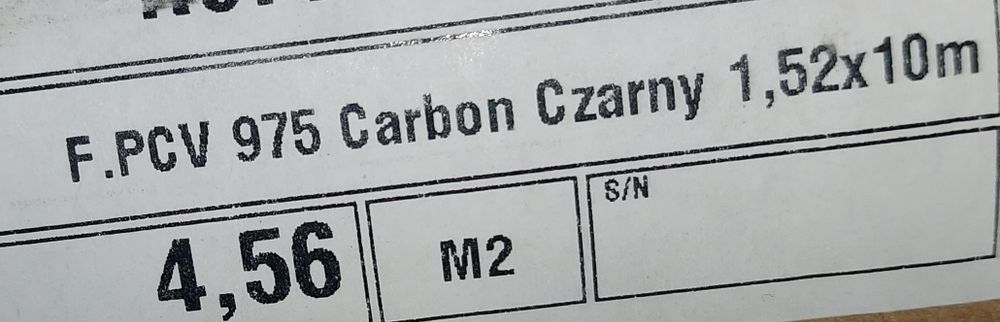 F.PCV 975 Carbon Czarny 1,52x10m
4,56
M2
S/N